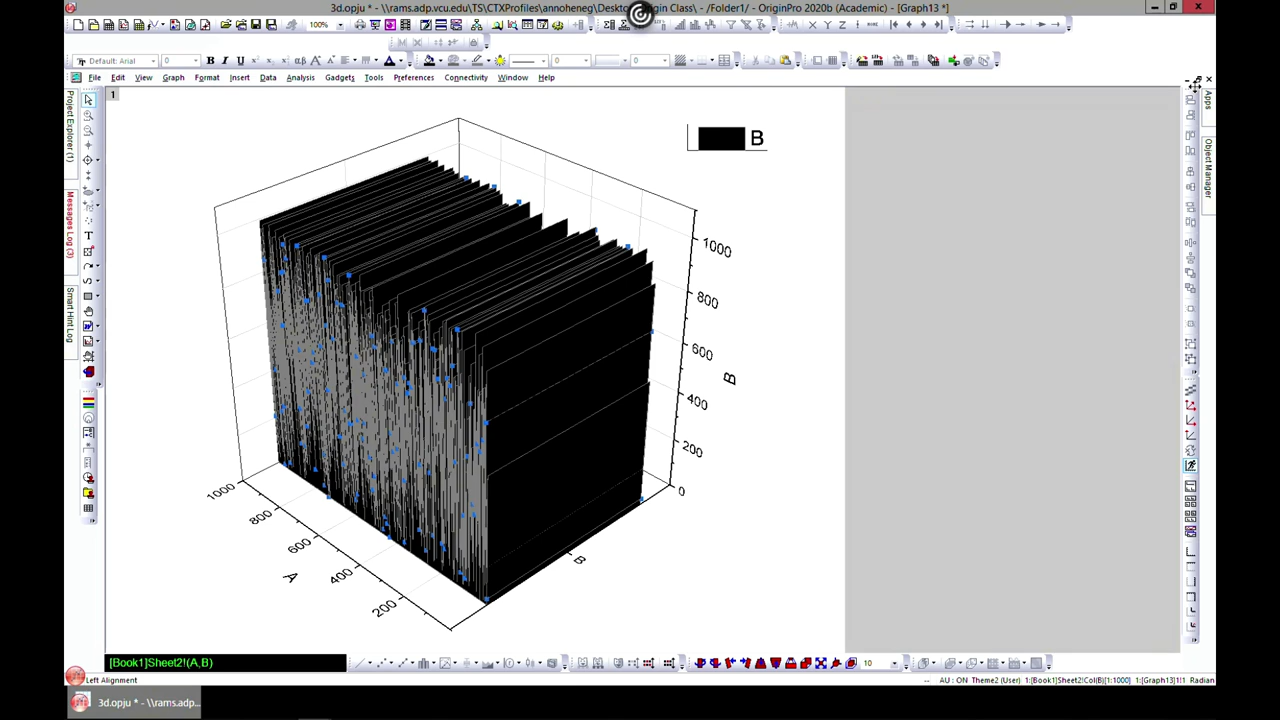 3d.opju * - \\rams.adp.vcu.edu\TS\CTXProfiles\annoheneg\Desktop\Origin Class\ - /Folder1/ - OriginPro 2020b (Academic) - [Graph13 *]
100%
Default: Arial
0
B I U
0
0
File Edit View Graph Format Insert Data Analysis Gadgets Tools Preferences Connectivity Window Help
1
Project Explorer (1)
Messages Log (3)
Smart Hint Log
Apps
Object Manager
B
1000
800
600
400
200
0
B
1000
800
600
400
200
A
B
[Book1]Sheet2!(A,B)
10
Left Alignment
-- AU : ON Theme2 (User) 1:[Book1]Sheet2!Col(B)[1:1000] 1:[Graph13]1!1 Radian
3d.opju * - \\rams.adp...